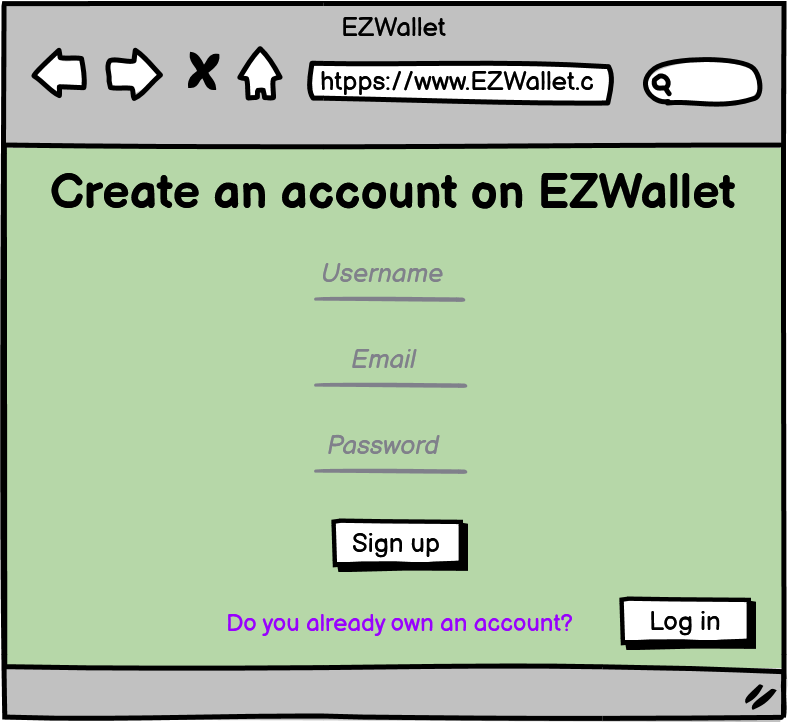 EZWallet
htpps://www.EZWallet.c
Create an account on EZWallet
Username
Email
Password
Sign up
Do you already own an account?
Log in